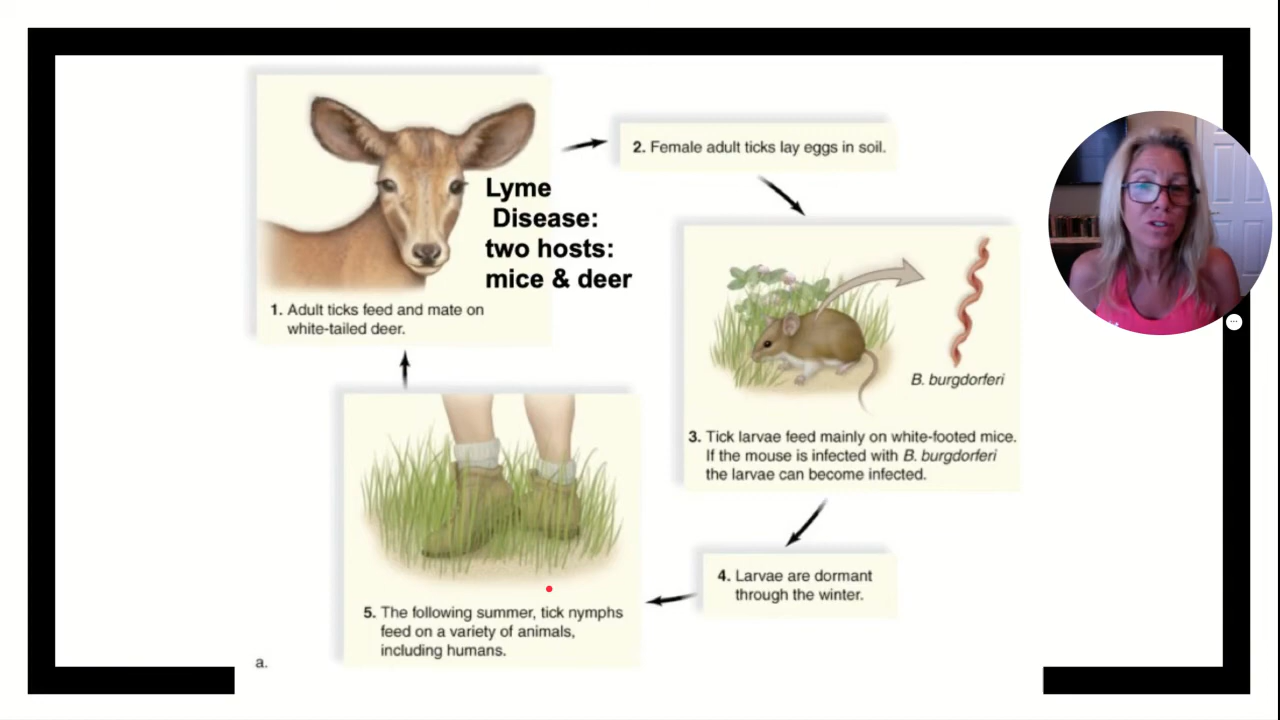 Lyme
Disease:
two hosts:
mice & deer
1. Adult ticks feed and mate on
white-tailed deer.
2. Female adult ticks lay eggs in soil.
B. burgdorferi
3. Tick larvae feed mainly on white-footed mice.
If the mouse is infected with B. burgdorferi
the larvae can become infected.
4. Larvae are dormant
through the winter.
5. The following summer, tick nymphs
feed on a variety of animals,
including humans.
a.